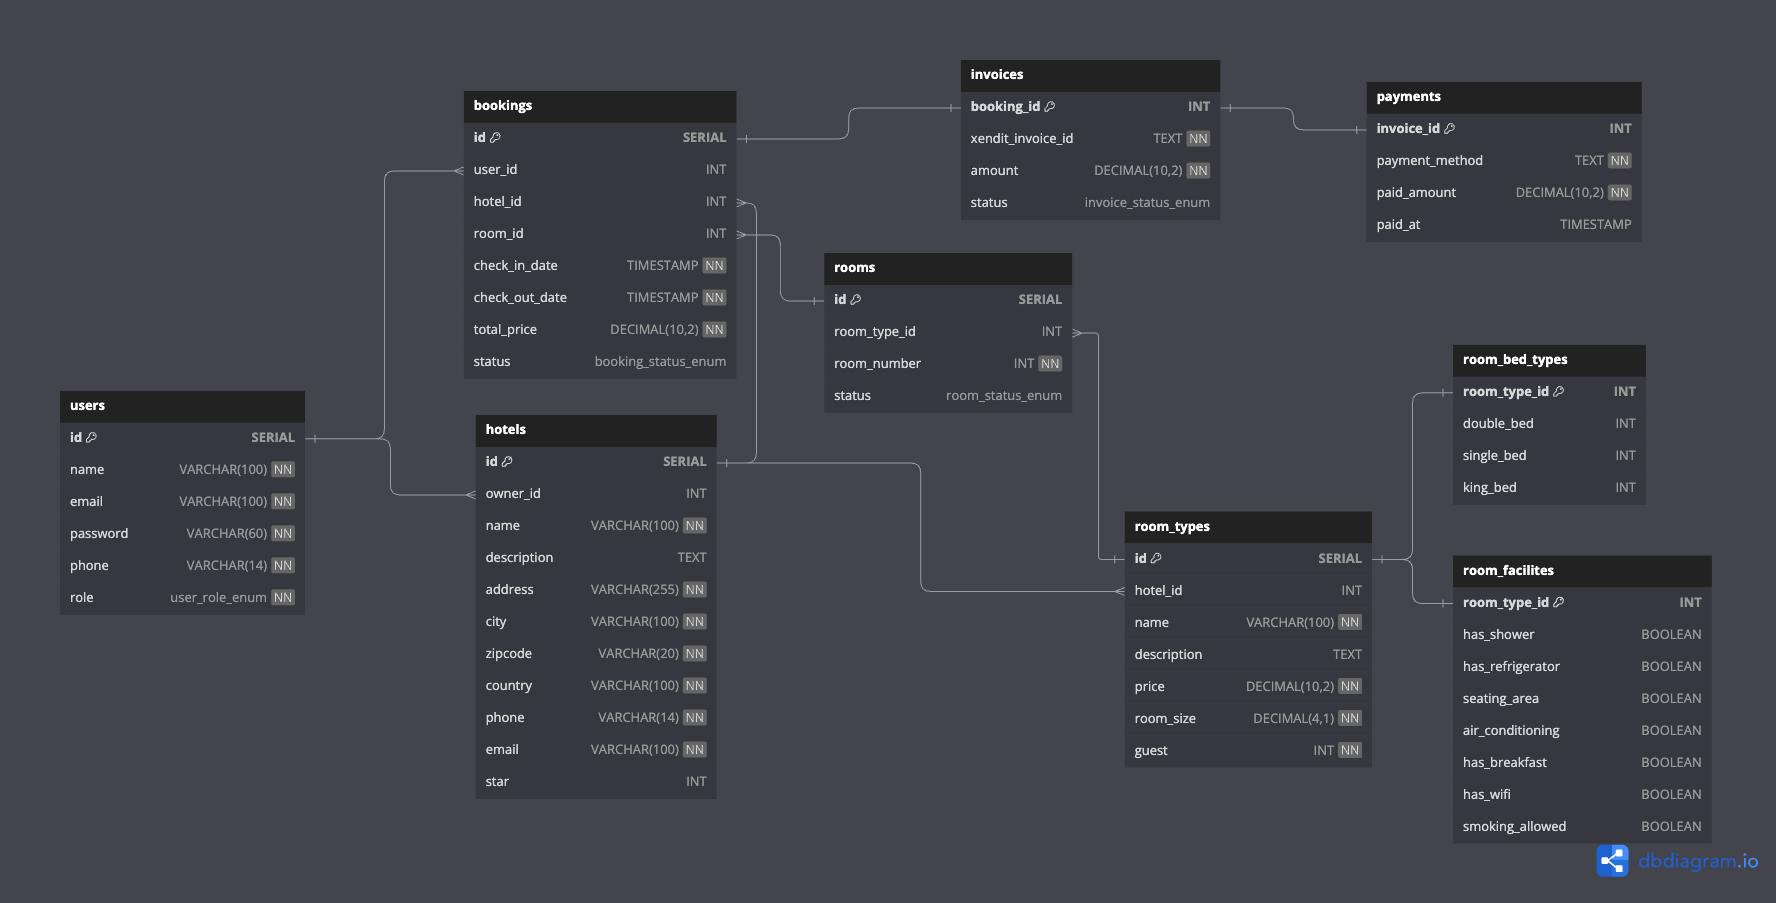 invoices
booking_id INT
xendit_invoice_id TEXT NN
amount DECIMAL(10,2) NN
status invoice_status_enum
payments
invoice_id INT
payment_method TEXT NN
paid_amount DECIMAL(10,2) NN
paid_at TIMESTAMP
bookings
id SERIAL
user_id INT
hotel_id INT
room_id INT
check_in_date TIMESTAMP NN
check_out_date TIMESTAMP NN
total_price DECIMAL(10,2) NN
status booking_status_enum
rooms
id SERIAL
room_type_id INT
room_number INT NN
status room_status_enum
users
id SERIAL
name VARCHAR(100) NN
email VARCHAR(100) NN
password VARCHAR(60) NN
phone VARCHAR(14) NN
role user_role_enum NN
hotels
id SERIAL
owner_id INT
name VARCHAR(100) NN
description TEXT
address VARCHAR(255) NN
city VARCHAR(100) NN
zipcode VARCHAR(20) NN
country VARCHAR(100) NN
phone VARCHAR(14) NN
email VARCHAR(100) NN
star INT
room_types
id SERIAL
hotel_id INT
name VARCHAR(100) NN
description TEXT
price DECIMAL(10,2) NN
room_size DECIMAL(4,1) NN
guest INT NN
room_bed_types
room_type_id INT
double_bed INT
single_bed INT
king_bed INT
room_facilites
room_type_id INT
has_shower BOOLEAN
has_refrigerator BOOLEAN
seating_area BOOLEAN
air_conditioning BOOLEAN
has_breakfast BOOLEAN
has_wifi BOOLEAN
smoking_allowed BOOLEAN
dbdiagram.io